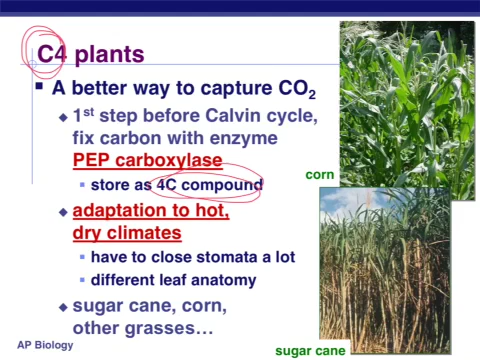 C4 plants
A better way to capture CO₂
1st step before Calvin cycle,
fix carbon with enzyme
PEP carboxylase
store as 4C compound
adaptation to hot,
dry climates
have to close stomata a lot
different leaf anatomy
sugar cane, corn,
other grasses…
corn
sugar cane
AP Biology